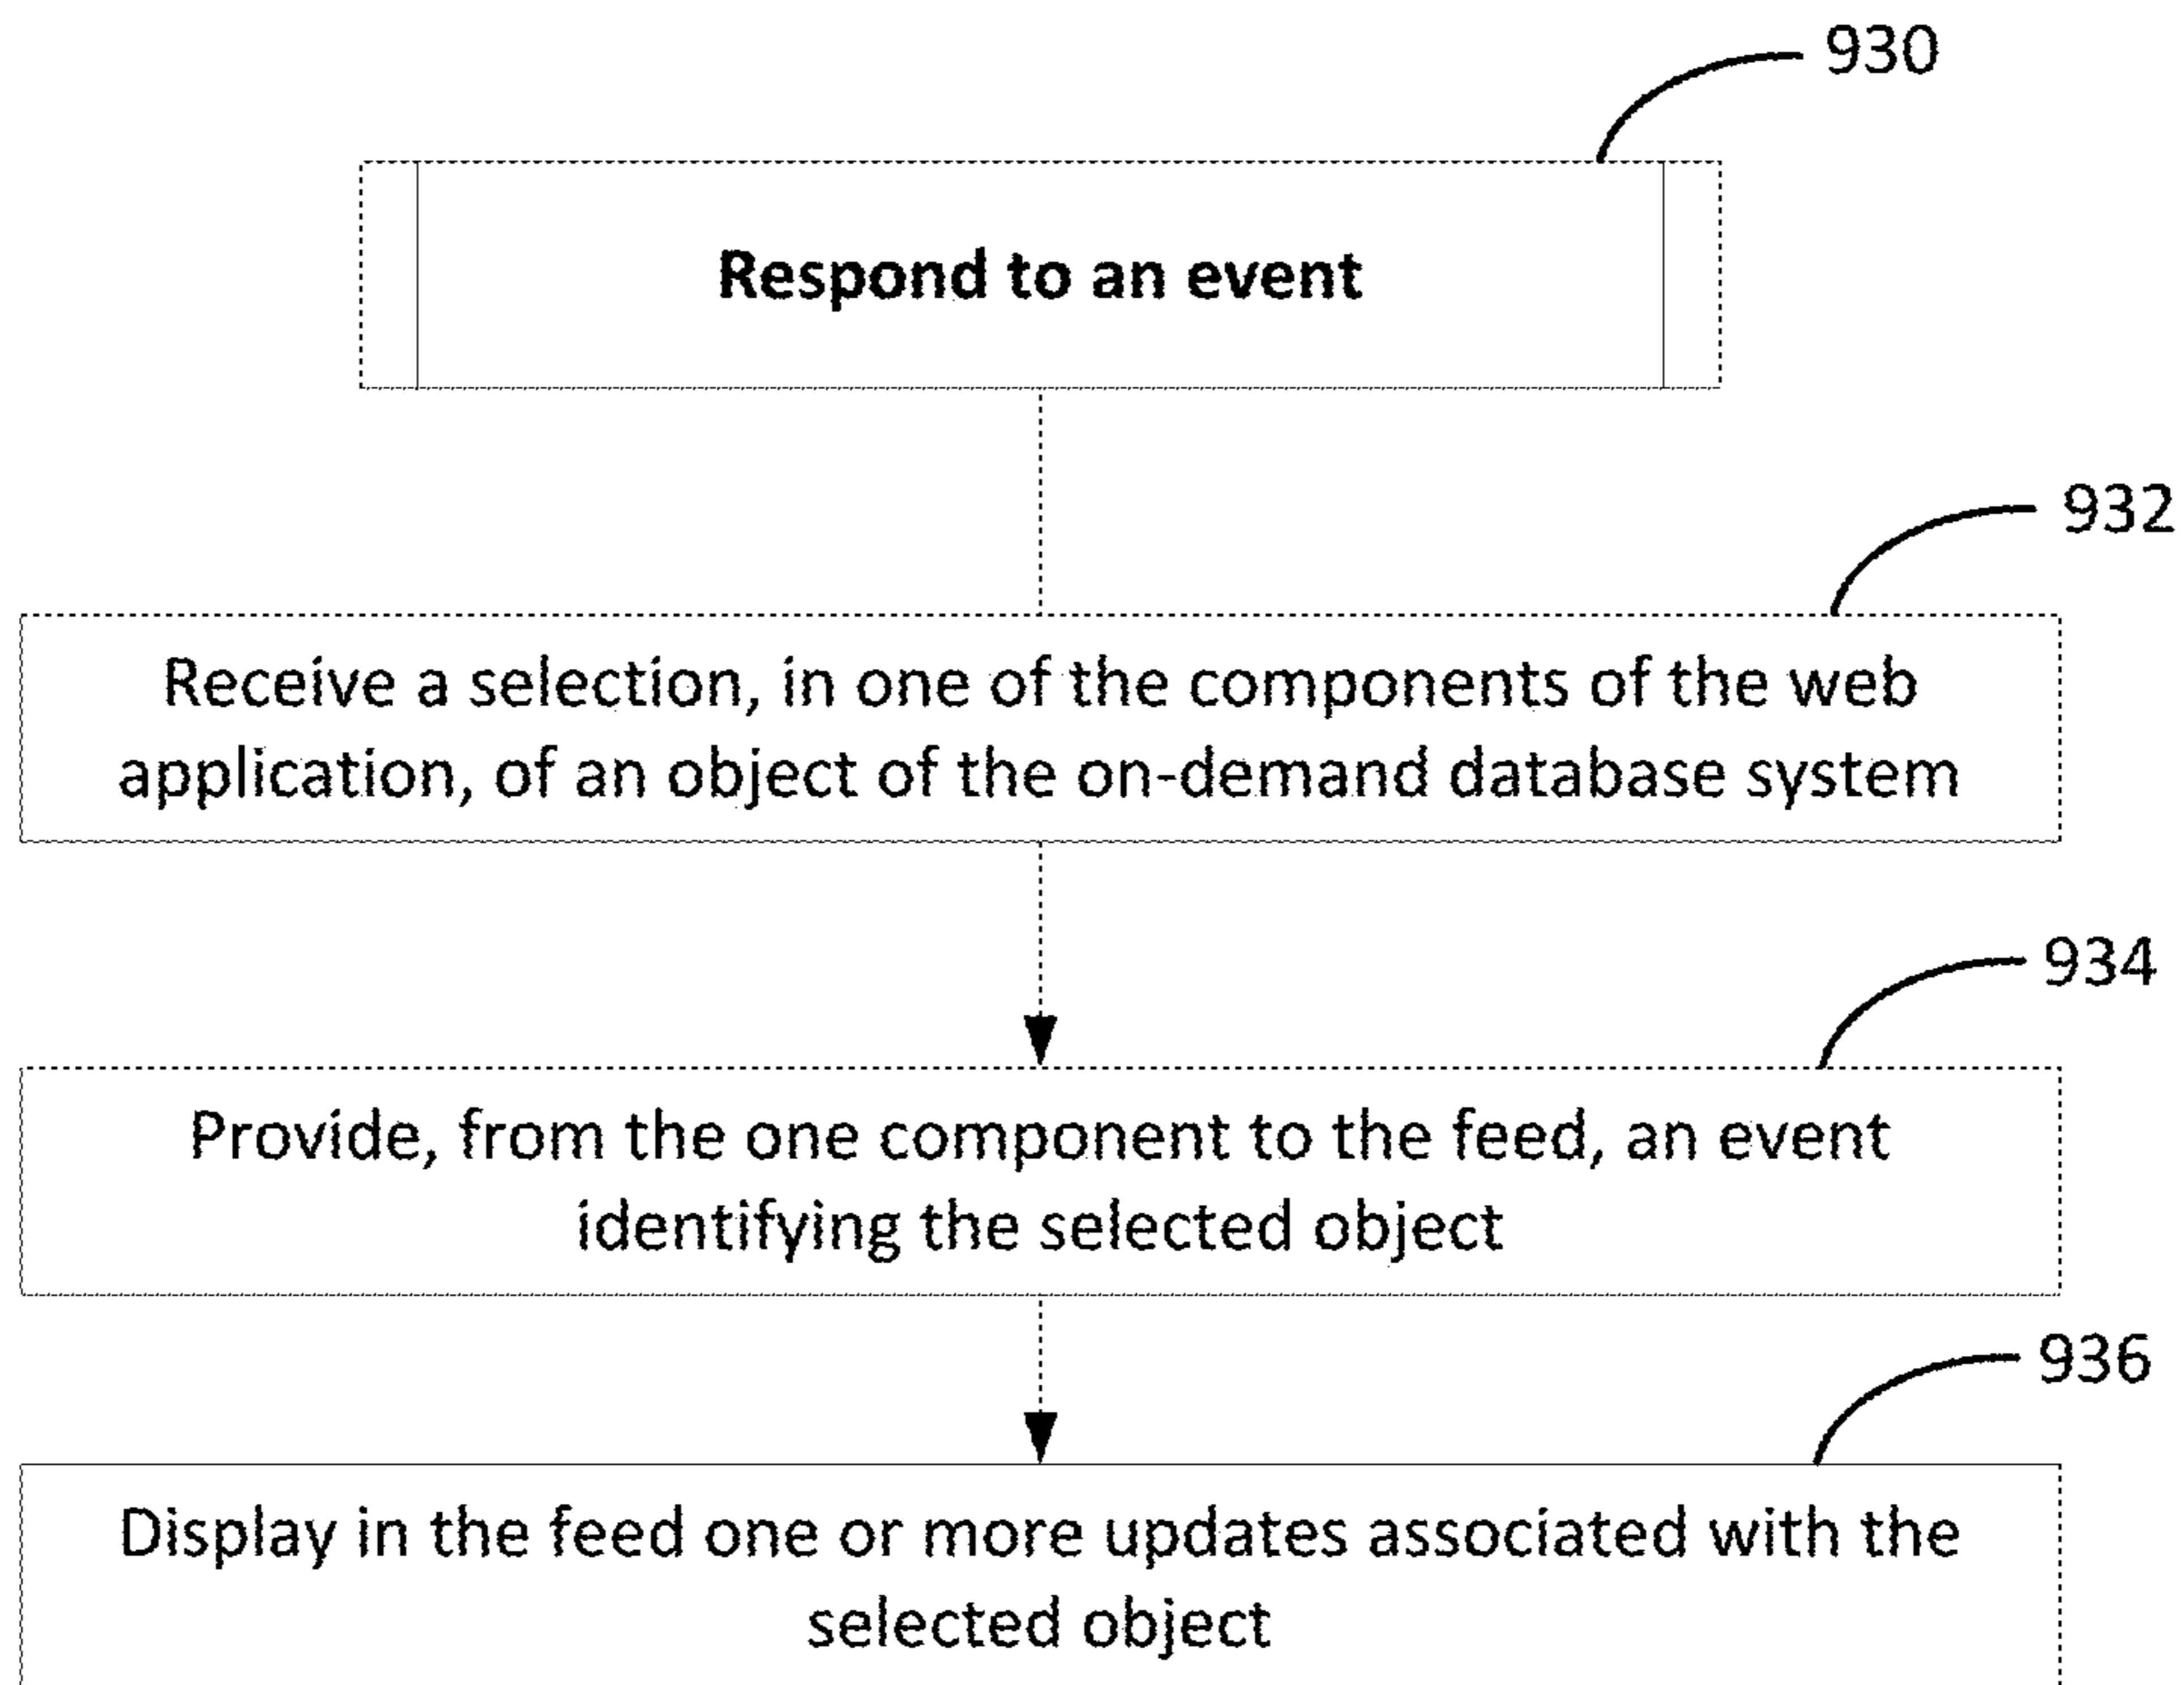 930
Respond to an event
932
Receive a selection, in one of the components of the web
application, of an object of the on-demand database system
934
Provide, from the one component to the feed, an event
identifying the selected object
936
Display in the feed one or more updates associated with the
selected object